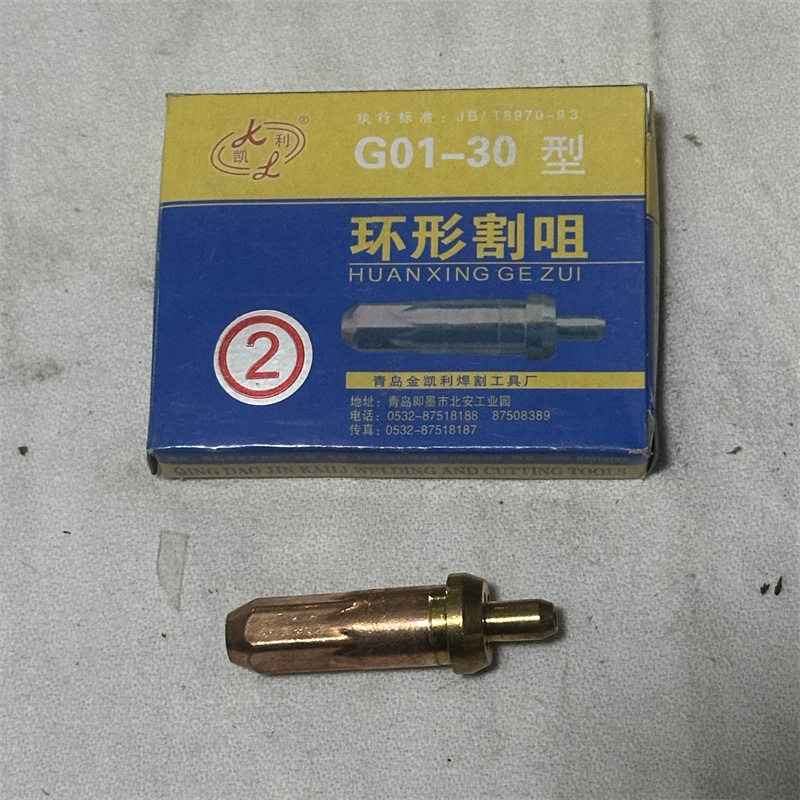 执行标准：JB/T8970-93
G01-30 型
凯 利 ®
KL
环形割咀
HUANXING GE ZUI
2
青岛金凯利焊割工具厂
地址：青岛即墨市北安工业园
电话：0532-87518188 87508389
传真：0532-87518187
QING DAO JIN KAILI WELDING AND CUTTING TOOLS